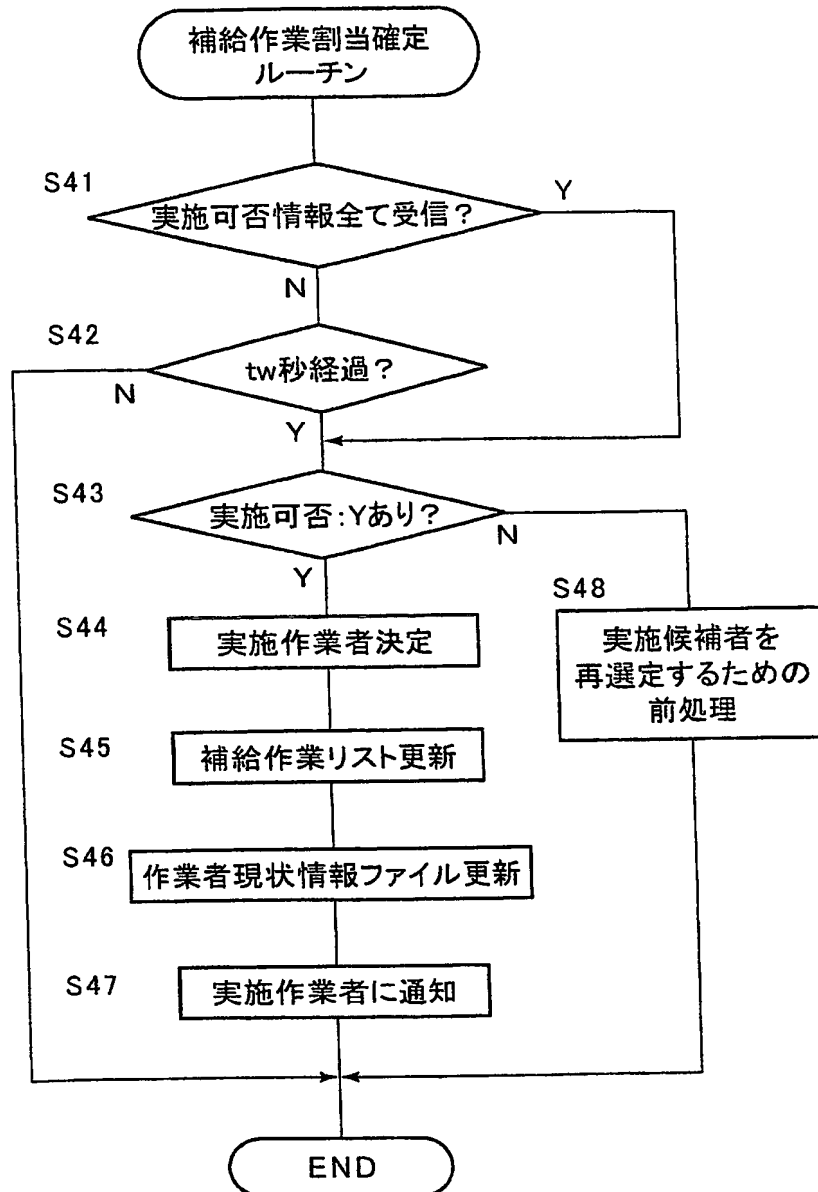 補給作業割当確定
ルーチン
S41
実施可否情報全て受信？
Y
N
S42
tw秒経過？
N
Y
S43
実施可否:Yあり？
N
Y
S48
実施候補者を
再選定するための
前処理
S44
実施作業者決定
S45
補給作業リスト更新
S46
作業者現状情報ファイル更新
S47
実施作業者に通知
END